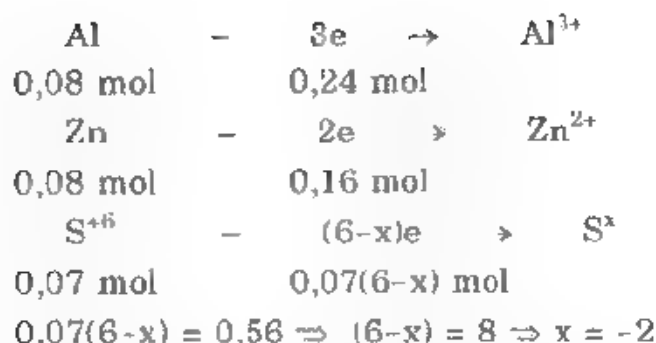 Al - 3e → Al³⁺
0,08 mol 0,24 mol
Zn - 2e → Zn²⁺
0,08 mol 0,16 mol
S⁺⁶ - (6-x)e → Sˣ
0,07 mol 0,07(6-x) mol
0,07(6-x) = 0,56 ⇒ (6-x) = 8 ⇒ x = -2